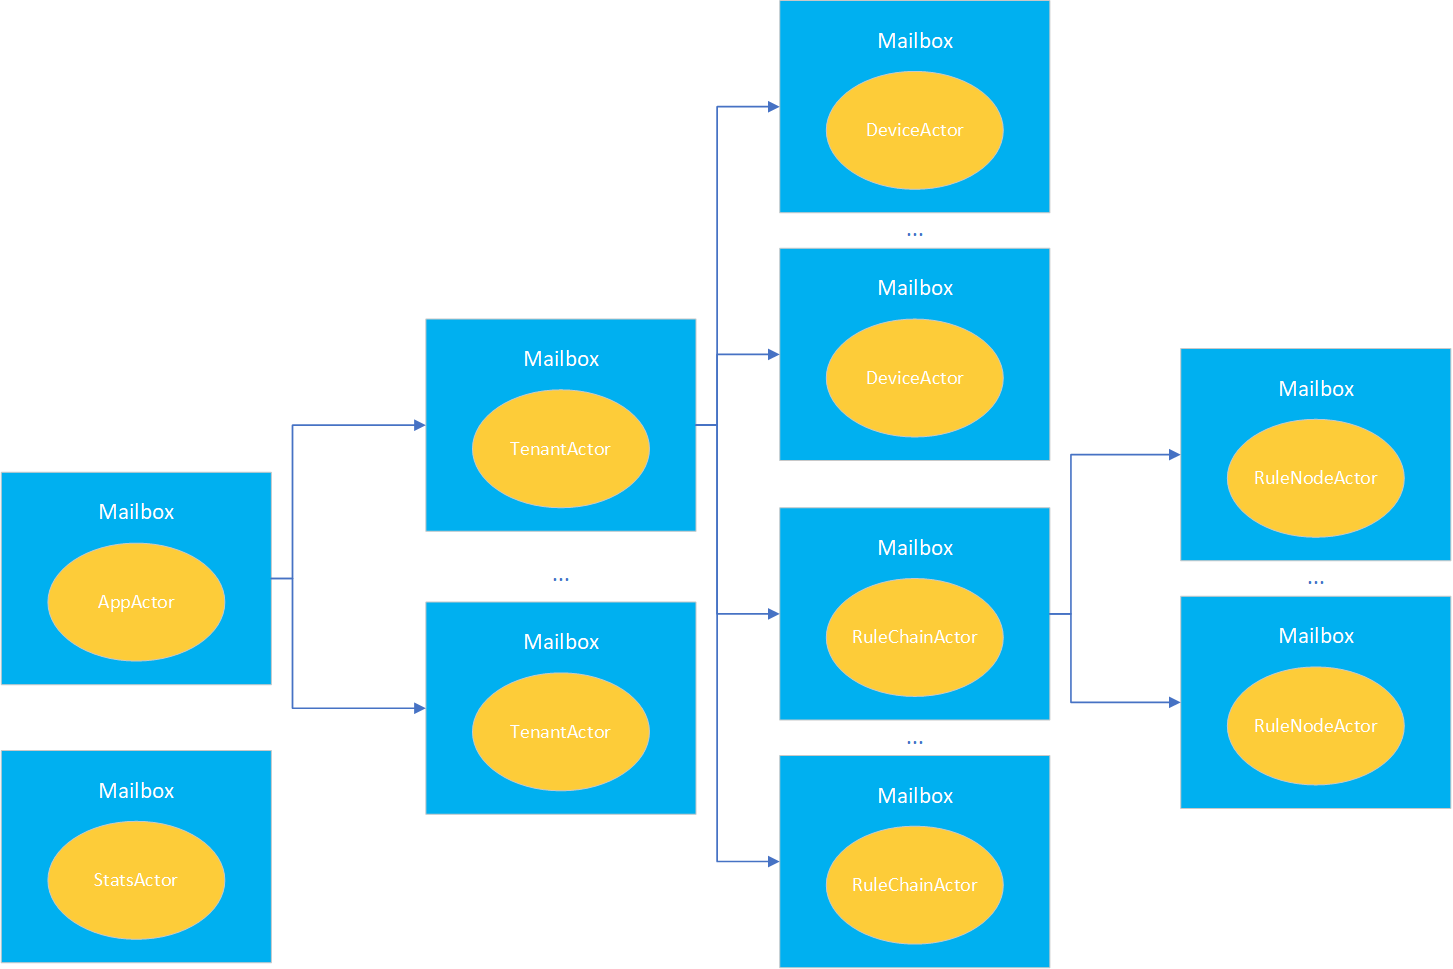 Mailbox
AppActor
Mailbox
StatsActor
Mailbox
TenantActor
...
Mailbox
TenantActor
Mailbox
DeviceActor
...
Mailbox
DeviceActor
Mailbox
RuleChainActor
...
Mailbox
RuleChainActor
Mailbox
RuleNodeActor
...
Mailbox
RuleNodeActor